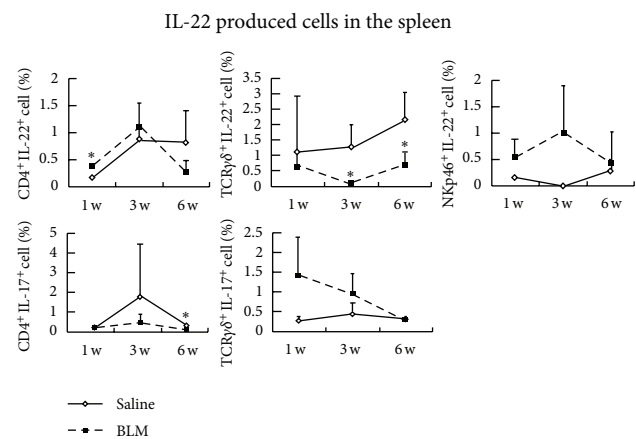 IL-22 produced cells in the spleen
CD4⁺IL-22⁺ cell (%)
2
1.5
1
0.5
0
*
1 w 3 w 6 w
TCRγδ⁺ IL-22⁺ cell (%)
3.5
3
2.5
2
1.5
1
0.5
0
* *
1 w 3 w 6 w
NKp46⁺ IL-22⁺ cell (%)
2
1.5
1
0.5
0
1 w 3 w 6 w
CD4⁺ IL-17⁺ cell (%)
5
4
3
2
1
0
*
1 w 3 w 6 w
TCRγδ⁺ IL-17⁺ cell (%)
2.5
2
1.5
1
0.5
0
1 w 3 w 6 w
Saline
BLM